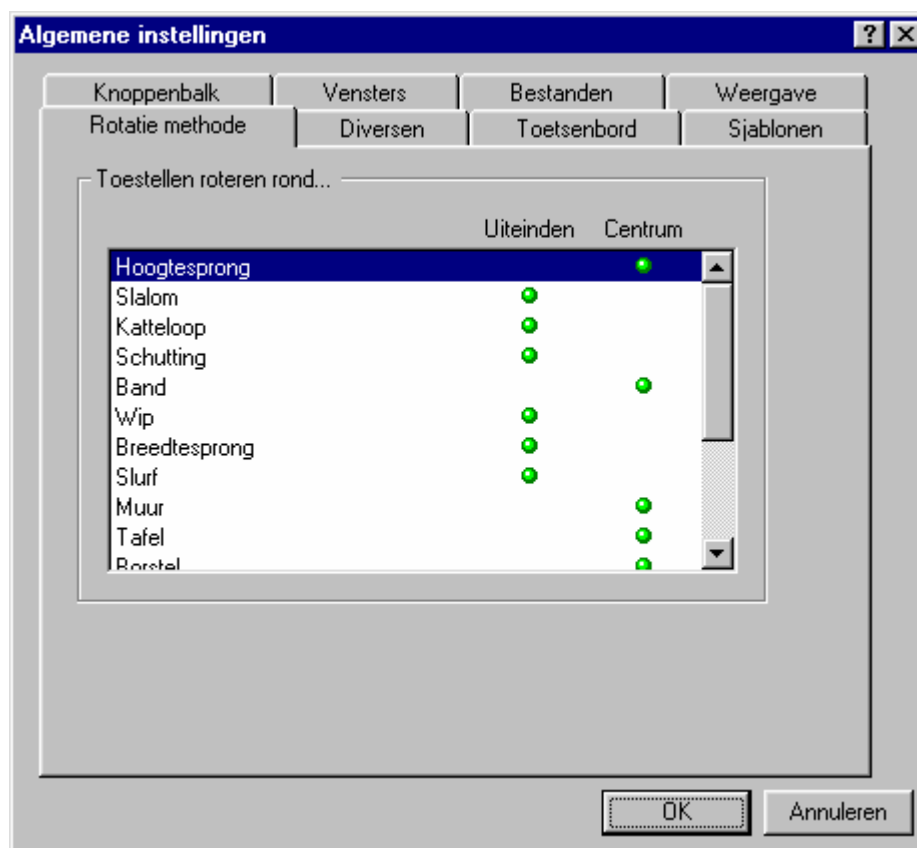 Algemene instellingen
Knoppenbalk Vensters Bestanden Weergave
Rotatie methode Diversen Toetsenbord Sjablonen
Toestellen roteren rond...
Uiteinden Centrum
Hoogtesprong
Slalom
Katteloop
Schutting
Band
Wip
Breedtesprong
Slurf
Muur
Tafel
Borstel
OK Annuleren